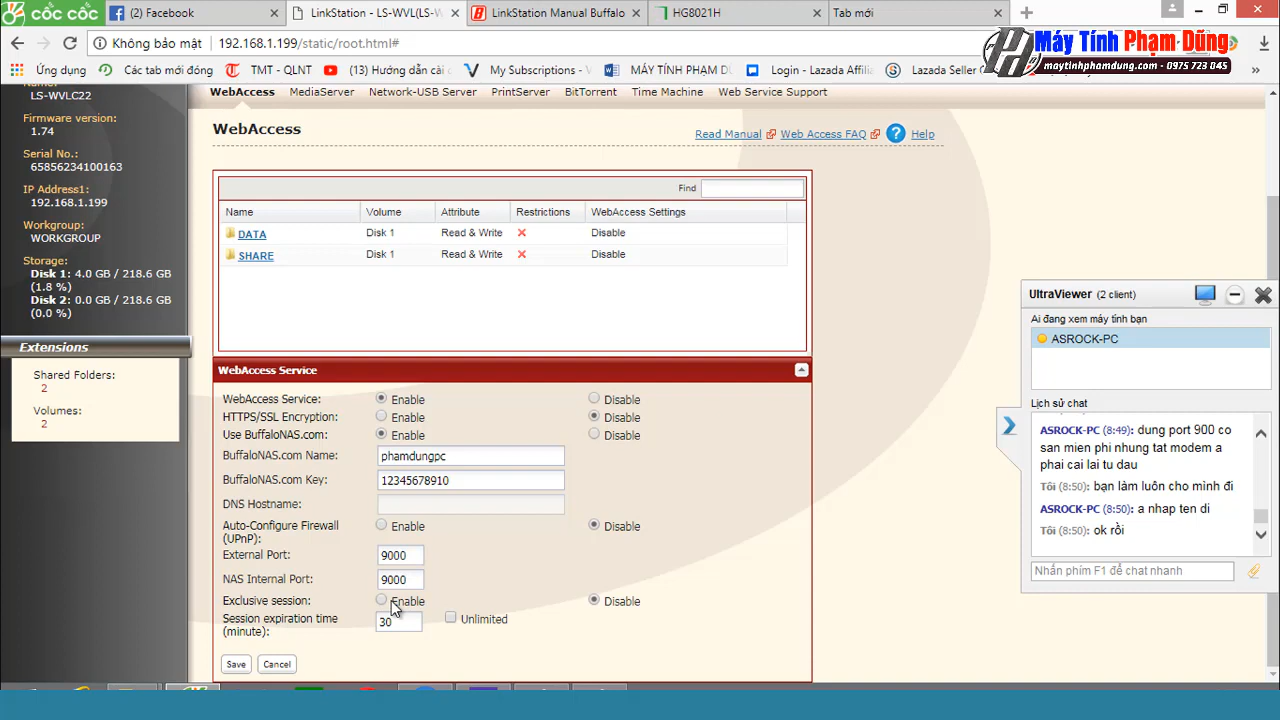 cốc cốc
(2) Facebook
LinkStation - LS-WVL(LS-W
LinkStation Manual Buffalo
HG8021H
Tab mới
Không bảo mật
192.168.1.199/static/root.html#
Máy Tính Phạm Dũng
maytinhphamdung.com - 0975 723 045
Ứng dụng
Các tab mới đóng
TMT - QLNT
(13) Hướng dẫn cài
My Subscriptions -
MÁY TÍNH PHẠM D
Login - Lazada Affilia
Lazada Seller C
WebAccess
MediaServer
Network-USB Server
PrintServer
BitTorrent
Time Machine
Web Service Support
LS-WVLC22
Firmware version:
1.74
Serial No.:
65856234100163
IP Address1:
192.168.1.199
Workgroup:
WORKGROUP
Storage:
Disk 1: 4.0 GB / 218.6 GB
(1.8 %)
Disk 2: 0.0 GB / 218.6 GB
(0.0 %)
Extensions
Shared Folders:
2
Volumes:
2
WebAccess
Read Manual
Web Access FAQ
Help
Find
Name Volume Attribute Restrictions WebAccess Settings
DATA Disk 1 Read & Write Disable
SHARE Disk 1 Read & Write Disable
WebAccess Service
WebAccess Service: Enable Disable
HTTPS/SSL Encryption: Enable Disable
Use BuffaloNAS.com: Enable Disable
BuffaloNAS.com Name: phamdungpc
BuffaloNAS.com Key: 12345678910
DNS Hostname:
Auto-Configure Firewall Enable Disable
(UPnP):
External Port: 9000
NAS Internal Port: 9000
Exclusive session: Enable Disable
Session expiration time 30 Unlimited
(minute):
Save Cancel
UltraViewer (2 client)
Ai đang xem máy tính bạn
ASROCK-PC
Lịch sử chat
ASROCK-PC (8:49): dung port 900 co
san mien phi nhung tat modem a
phai cai lai tu dau
Tôi (8:50): bạn làm luôn cho mình đi
ASROCK-PC (8:50): a nhap ten di
Tôi (8:50): ok rồi
Nhấn phím F1 để chat nhanh